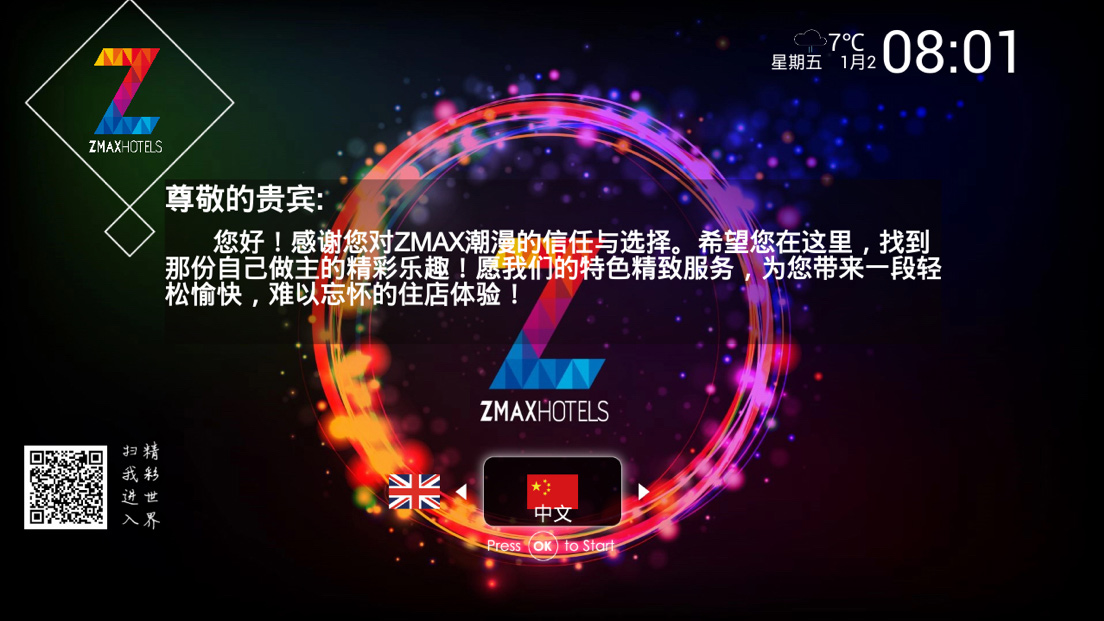 ZMAXHOTELS
7℃
星期五 1月2
08:01
尊敬的贵宾:
您好！感谢您对ZMAX潮漫的信任与选择。希望您在这里，找到
那份自己做主的精彩乐趣！愿我们的特色精致服务，为您带来一段轻
松愉快，难以忘怀的住店体验！
ZMAXHOTELS
扫我进入
精彩世界
中文
Press OK to Start